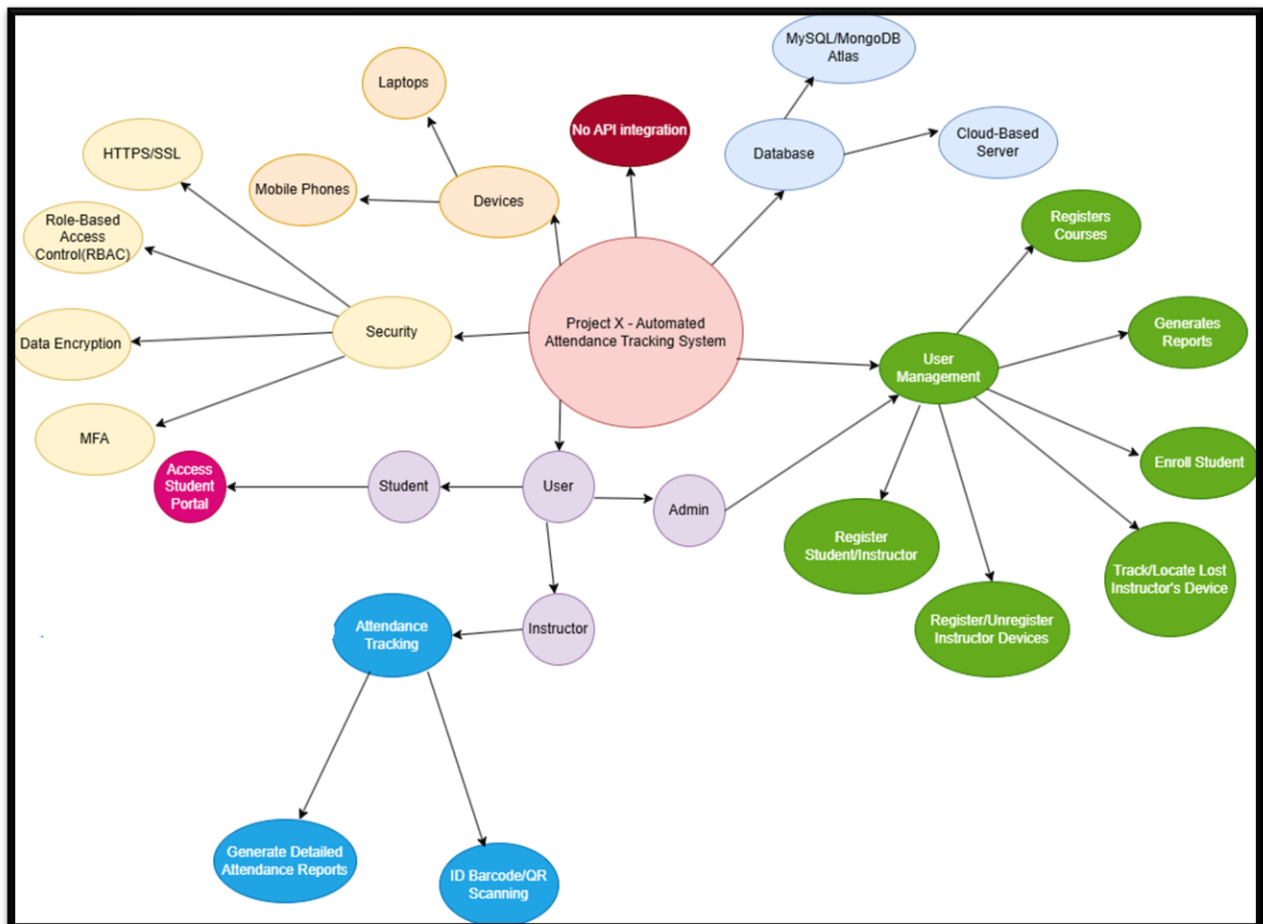 MySQL/MongoDB
Atlas
Laptops
No API integration
Database
Cloud-Based
Server
HTTPS/SSL
Mobile Phones
Devices
Role-Based
Access
Control(RBAC)
Registers
Courses
Project X - Automated
Attendance Tracking System
Security
Data Encryption
Generates
Reports
User
Management
MFA
Enroll Student
Access
Student
Portal
Student
User
Admin
Register
Student/Instructor
Track/Locate Lost
Instructor's Device
Register/Unregister
Instructor Devices
Instructor
Attendance
Tracking
Generate Detailed
Attendance Reports
ID Barcode/QR
Scanning